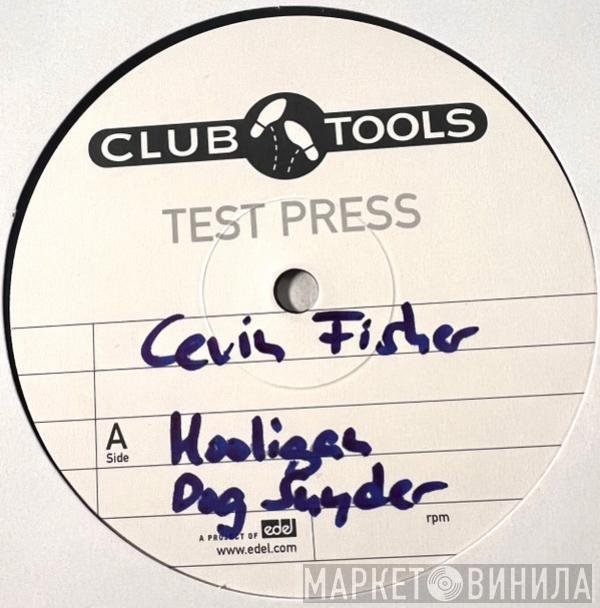 CLUB TOOLS
TEST PRESS
Cevin Fisher
A
Side
Hooligan
Dog Snyder
A PROJECT OF edel
www.edel.com
rpm
МАРКЕТ ВИНИЛА